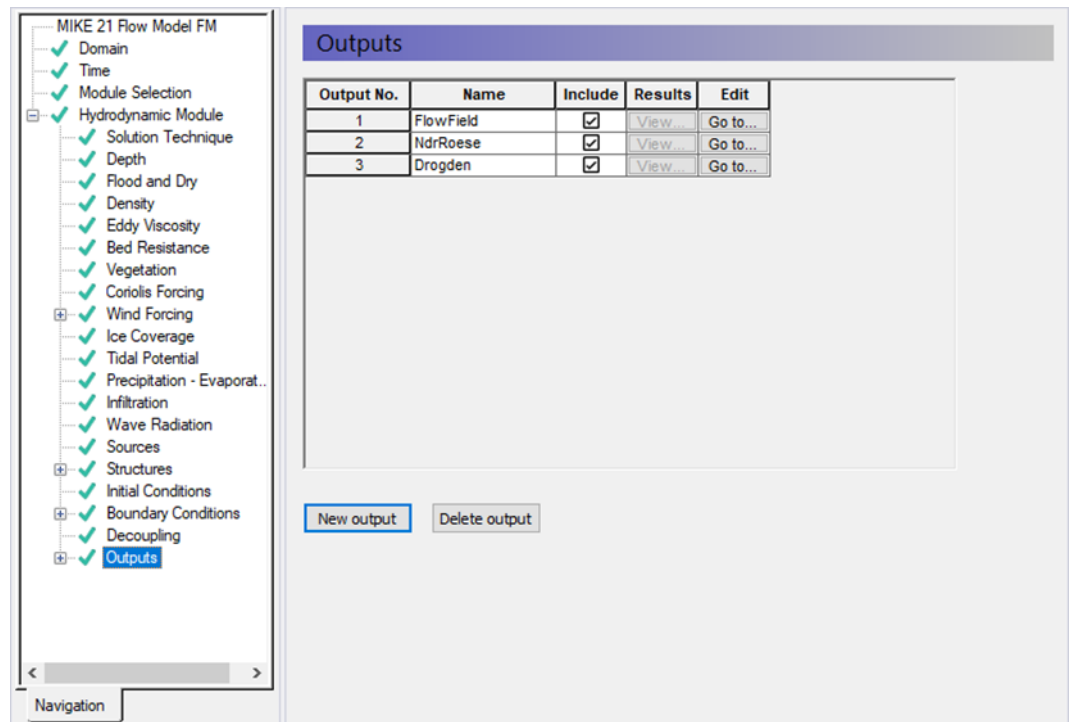 MIKE 21 Flow Model FM
Domain
Time
Module Selection
Hydrodynamic Module
Solution Technique
Depth
Flood and Dry
Density
Eddy Viscosity
Bed Resistance
Vegetation
Coriolis Forcing
Wind Forcing
Ice Coverage
Tidal Potential
Precipitation - Evaporat..
Infiltration
Wave Radiation
Sources
Structures
Initial Conditions
Boundary Conditions
Decoupling
Outputs
Navigation
Outputs
Output No. Name Include Results Edit
1 FlowField View... Go to...
2 NdrRoese View... Go to...
3 Drogden View... Go to...
New output Delete output